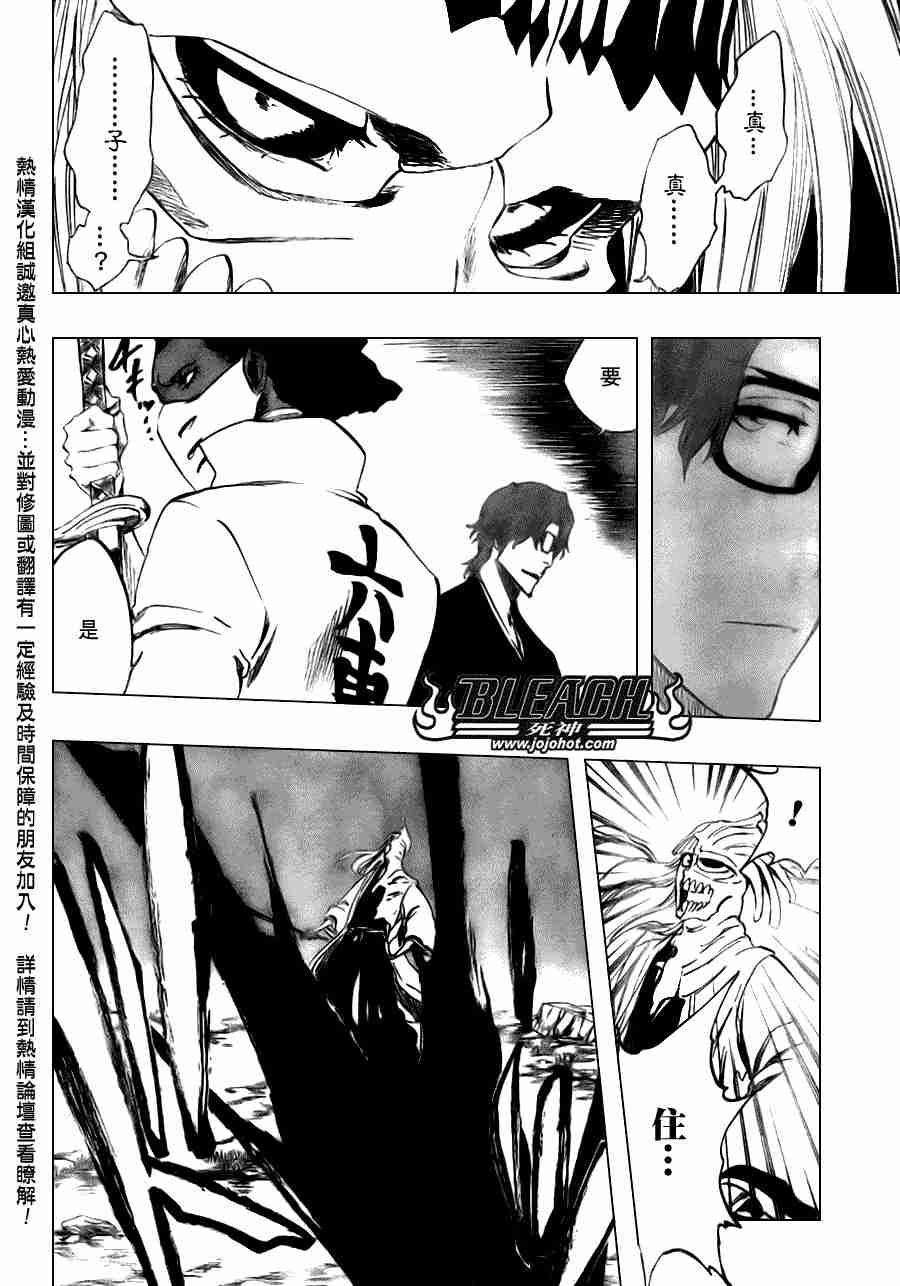 …真…
真……
………子……
…？
要
是
六車
BLEACH
死神
www.jojohot.com
！
住…
熱情漢化組誠邀真心熱愛動漫…並對修圖或翻譯有一定經驗及時間保障的朋友加入！ 詳情請到熱情論壇查看瞭解！